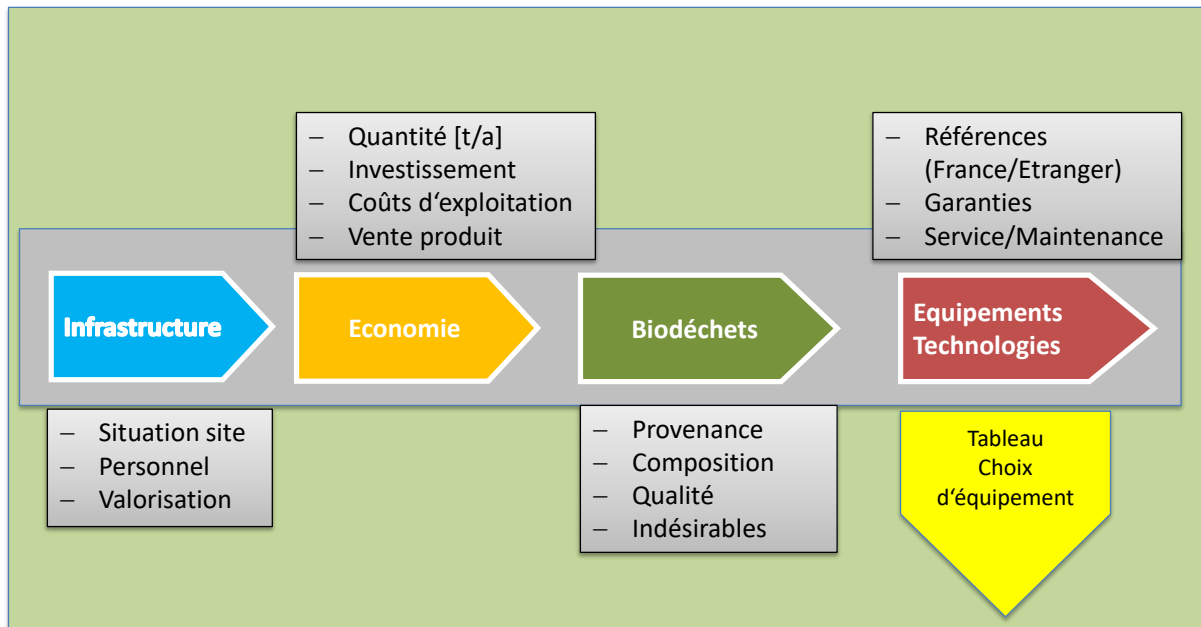 – Quantité [t/a]
– Investissement
– Coûts d‘exploitation
– Vente produit
– Références
(France/Etranger)
– Garanties
– Service/Maintenance
Infrastructure
Economie
Biodéchets
Equipements
Technologies
– Situation site
– Personnel
– Valorisation
– Provenance
– Composition
– Qualité
– Indésirables
Tableau
Choix
d‘équipement